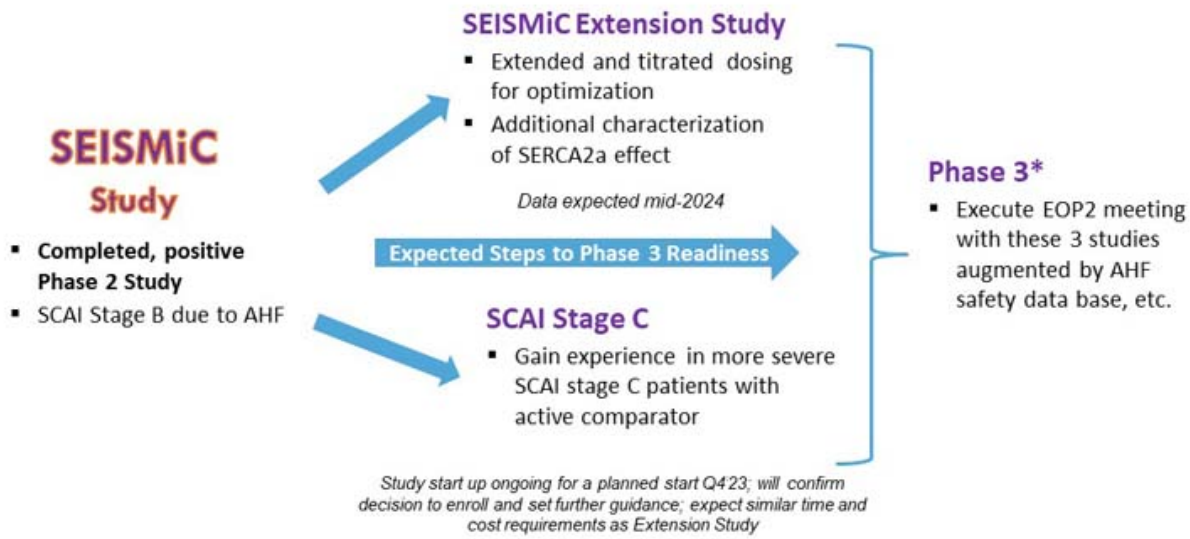 SEISMiC
Study
▪ Completed, positive
Phase 2 Study
▪ SCAI Stage B due to AHF
SEISMiC Extension Study
▪ Extended and titrated dosing
for optimization
▪ Additional characterization
of SERCA2a effect
Data expected mid-2024
Expected Steps to Phase 3 Readiness
SCAI Stage C
▪ Gain experience in more severe
SCAI stage C patients with
active comparator
Study start up ongoing for a planned start Q4'23; will confirm
decision to enroll and set further guidance; expect similar time and
cost requirements as Extension Study
Phase 3*
▪ Execute EOP2 meeting
with these 3 studies
augmented by AHF
safety data base, etc.